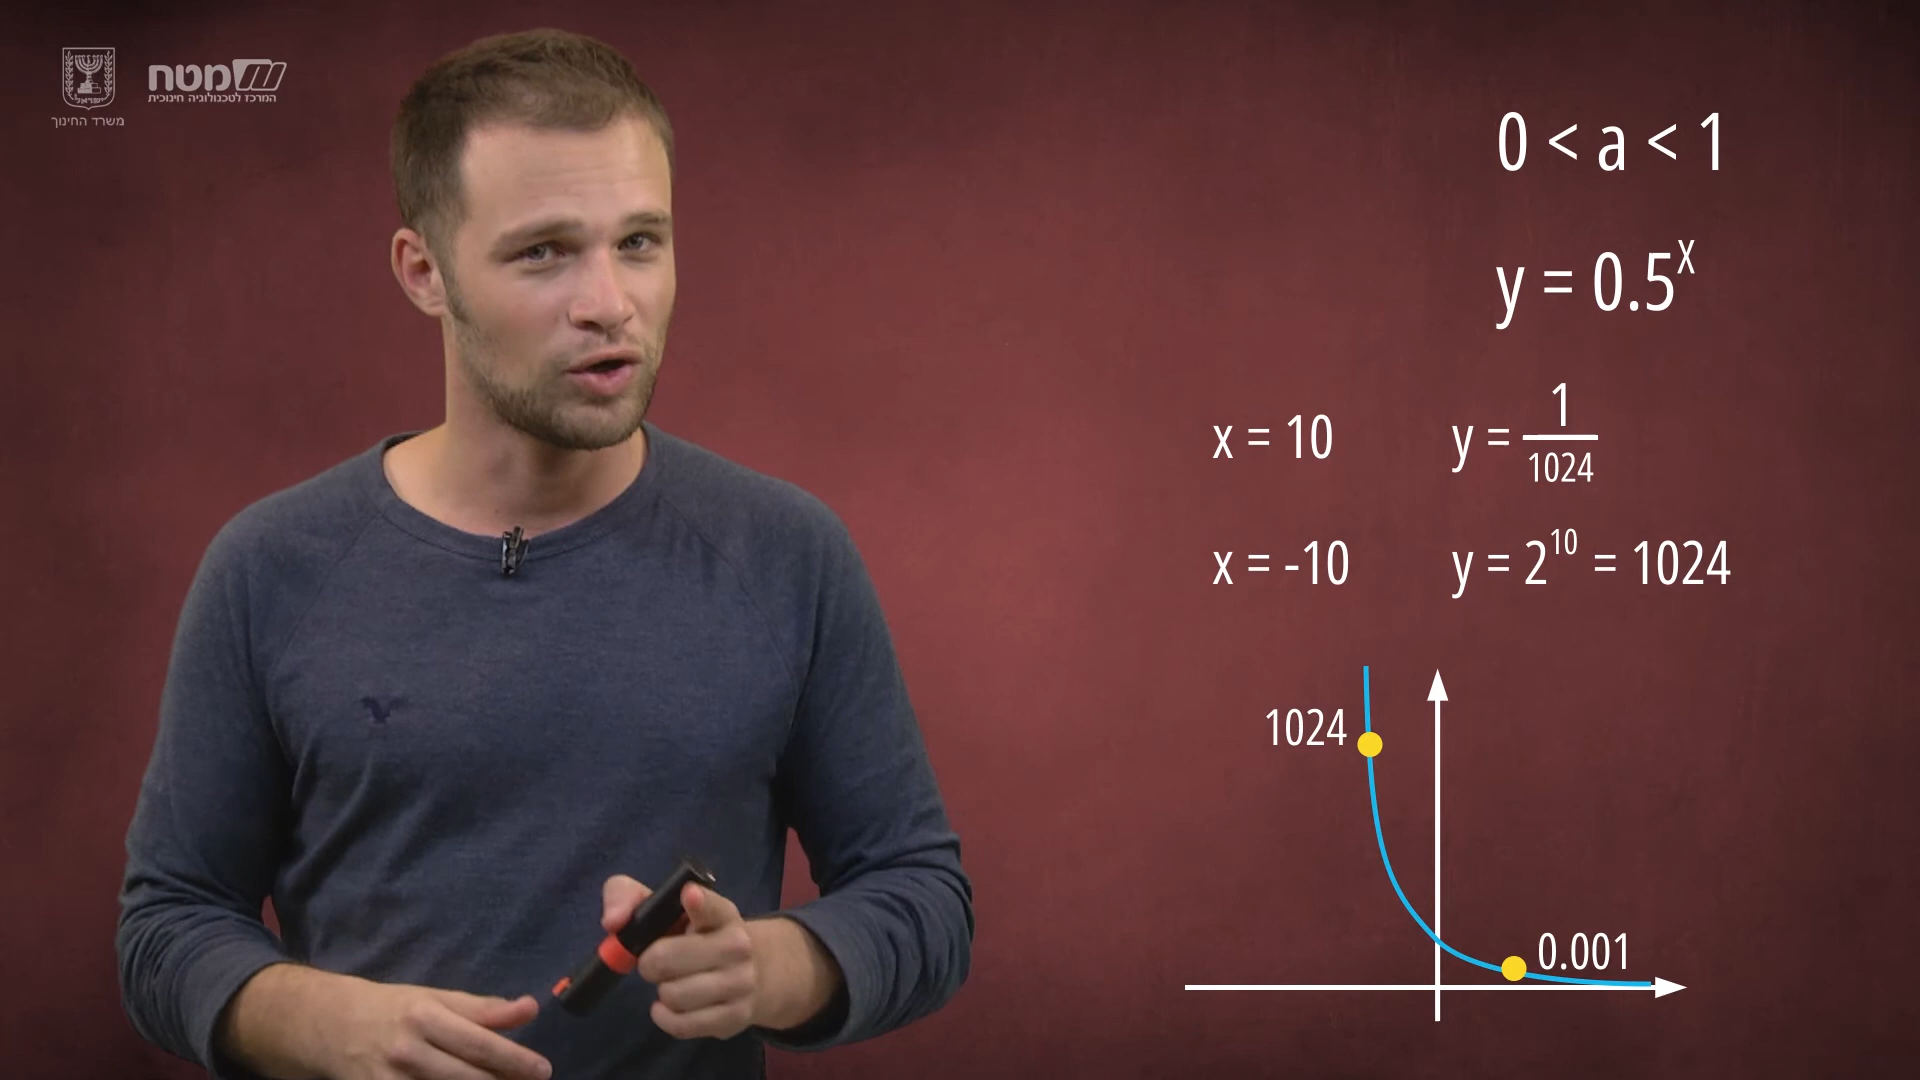 ישראל
משרד החינוך
מטח
המרכז לטכנולוגיה חינוכית
0 < a < 1
y = 0.5^x
x = 10 y = 1/1024
x = -10 y = 2^10 = 1024
1024
0.001